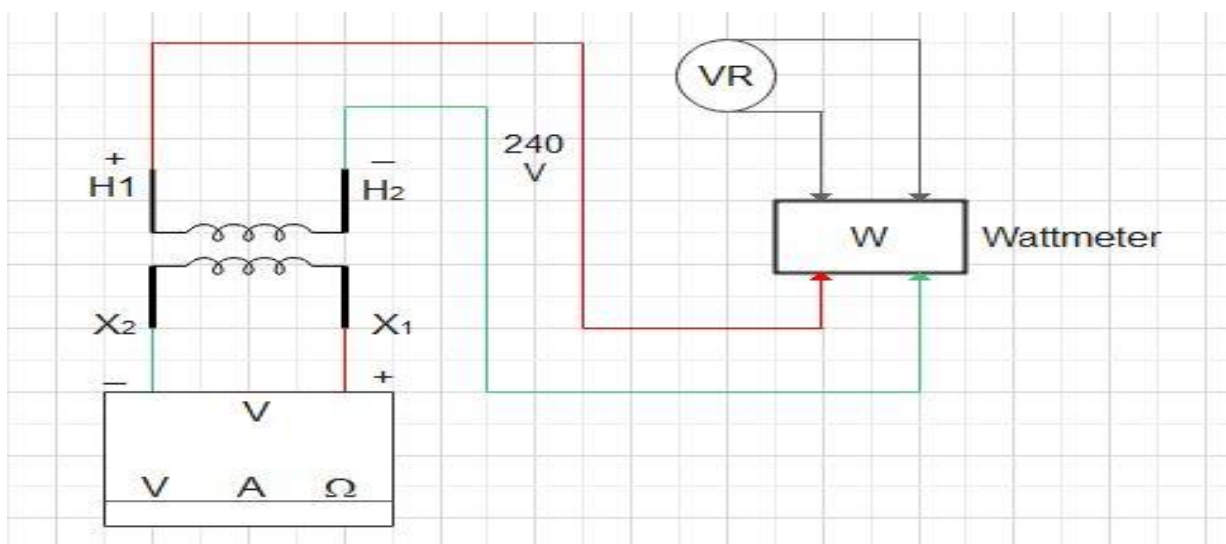 VR
240
V
+
H1
–
H₂
W
Wattmeter
X₂
X₁
–
+
V
V A Ω